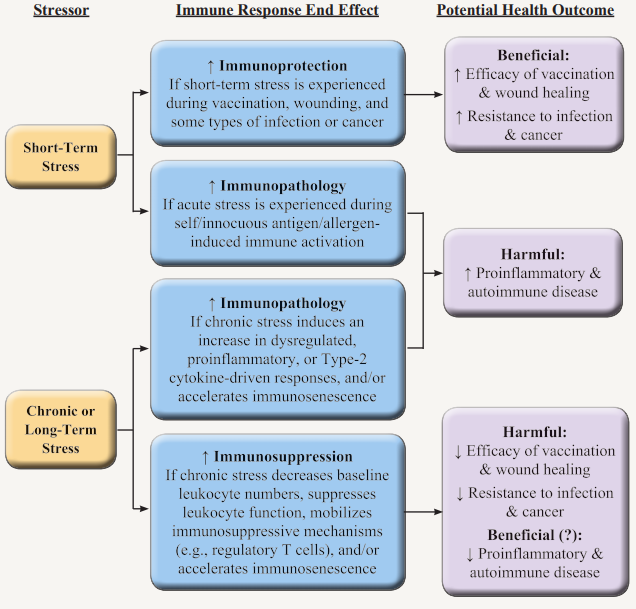 Stressor
Immune Response End Effect
Potential Health Outcome
Short-Term
Stress
↑ Immunoprotection
If short-term stress is experienced
during vaccination, wounding, and
some types of infection or cancer
Beneficial:
↑ Efficacy of vaccination
& wound healing
↑ Resistance to infection
& cancer
↑ Immunopathology
If acute stress is experienced during
self/innocuous antigen/allergen-
induced immune activation
Harmful:
↑ Proinflammatory &
autoimmune disease
Chronic or
Long-Term
Stress
↑ Immunopathology
If chronic stress induces an
increase in dysregulated,
proinflammatory, or Type-2
cytokine-driven responses, and/or
accelerates immunosenescence
↑ Immunosuppression
If chronic stress decreases baseline
leukocyte numbers, suppresses
leukocyte function, mobilizes
immunosuppressive mechanisms
(e.g., regulatory T cells), and/or
accelerates immunosenescence
Harmful:
↓ Efficacy of vaccination
& wound healing
↓ Resistance to infection
& cancer
Beneficial (?):
↓ Proinflammatory &
autoimmune disease